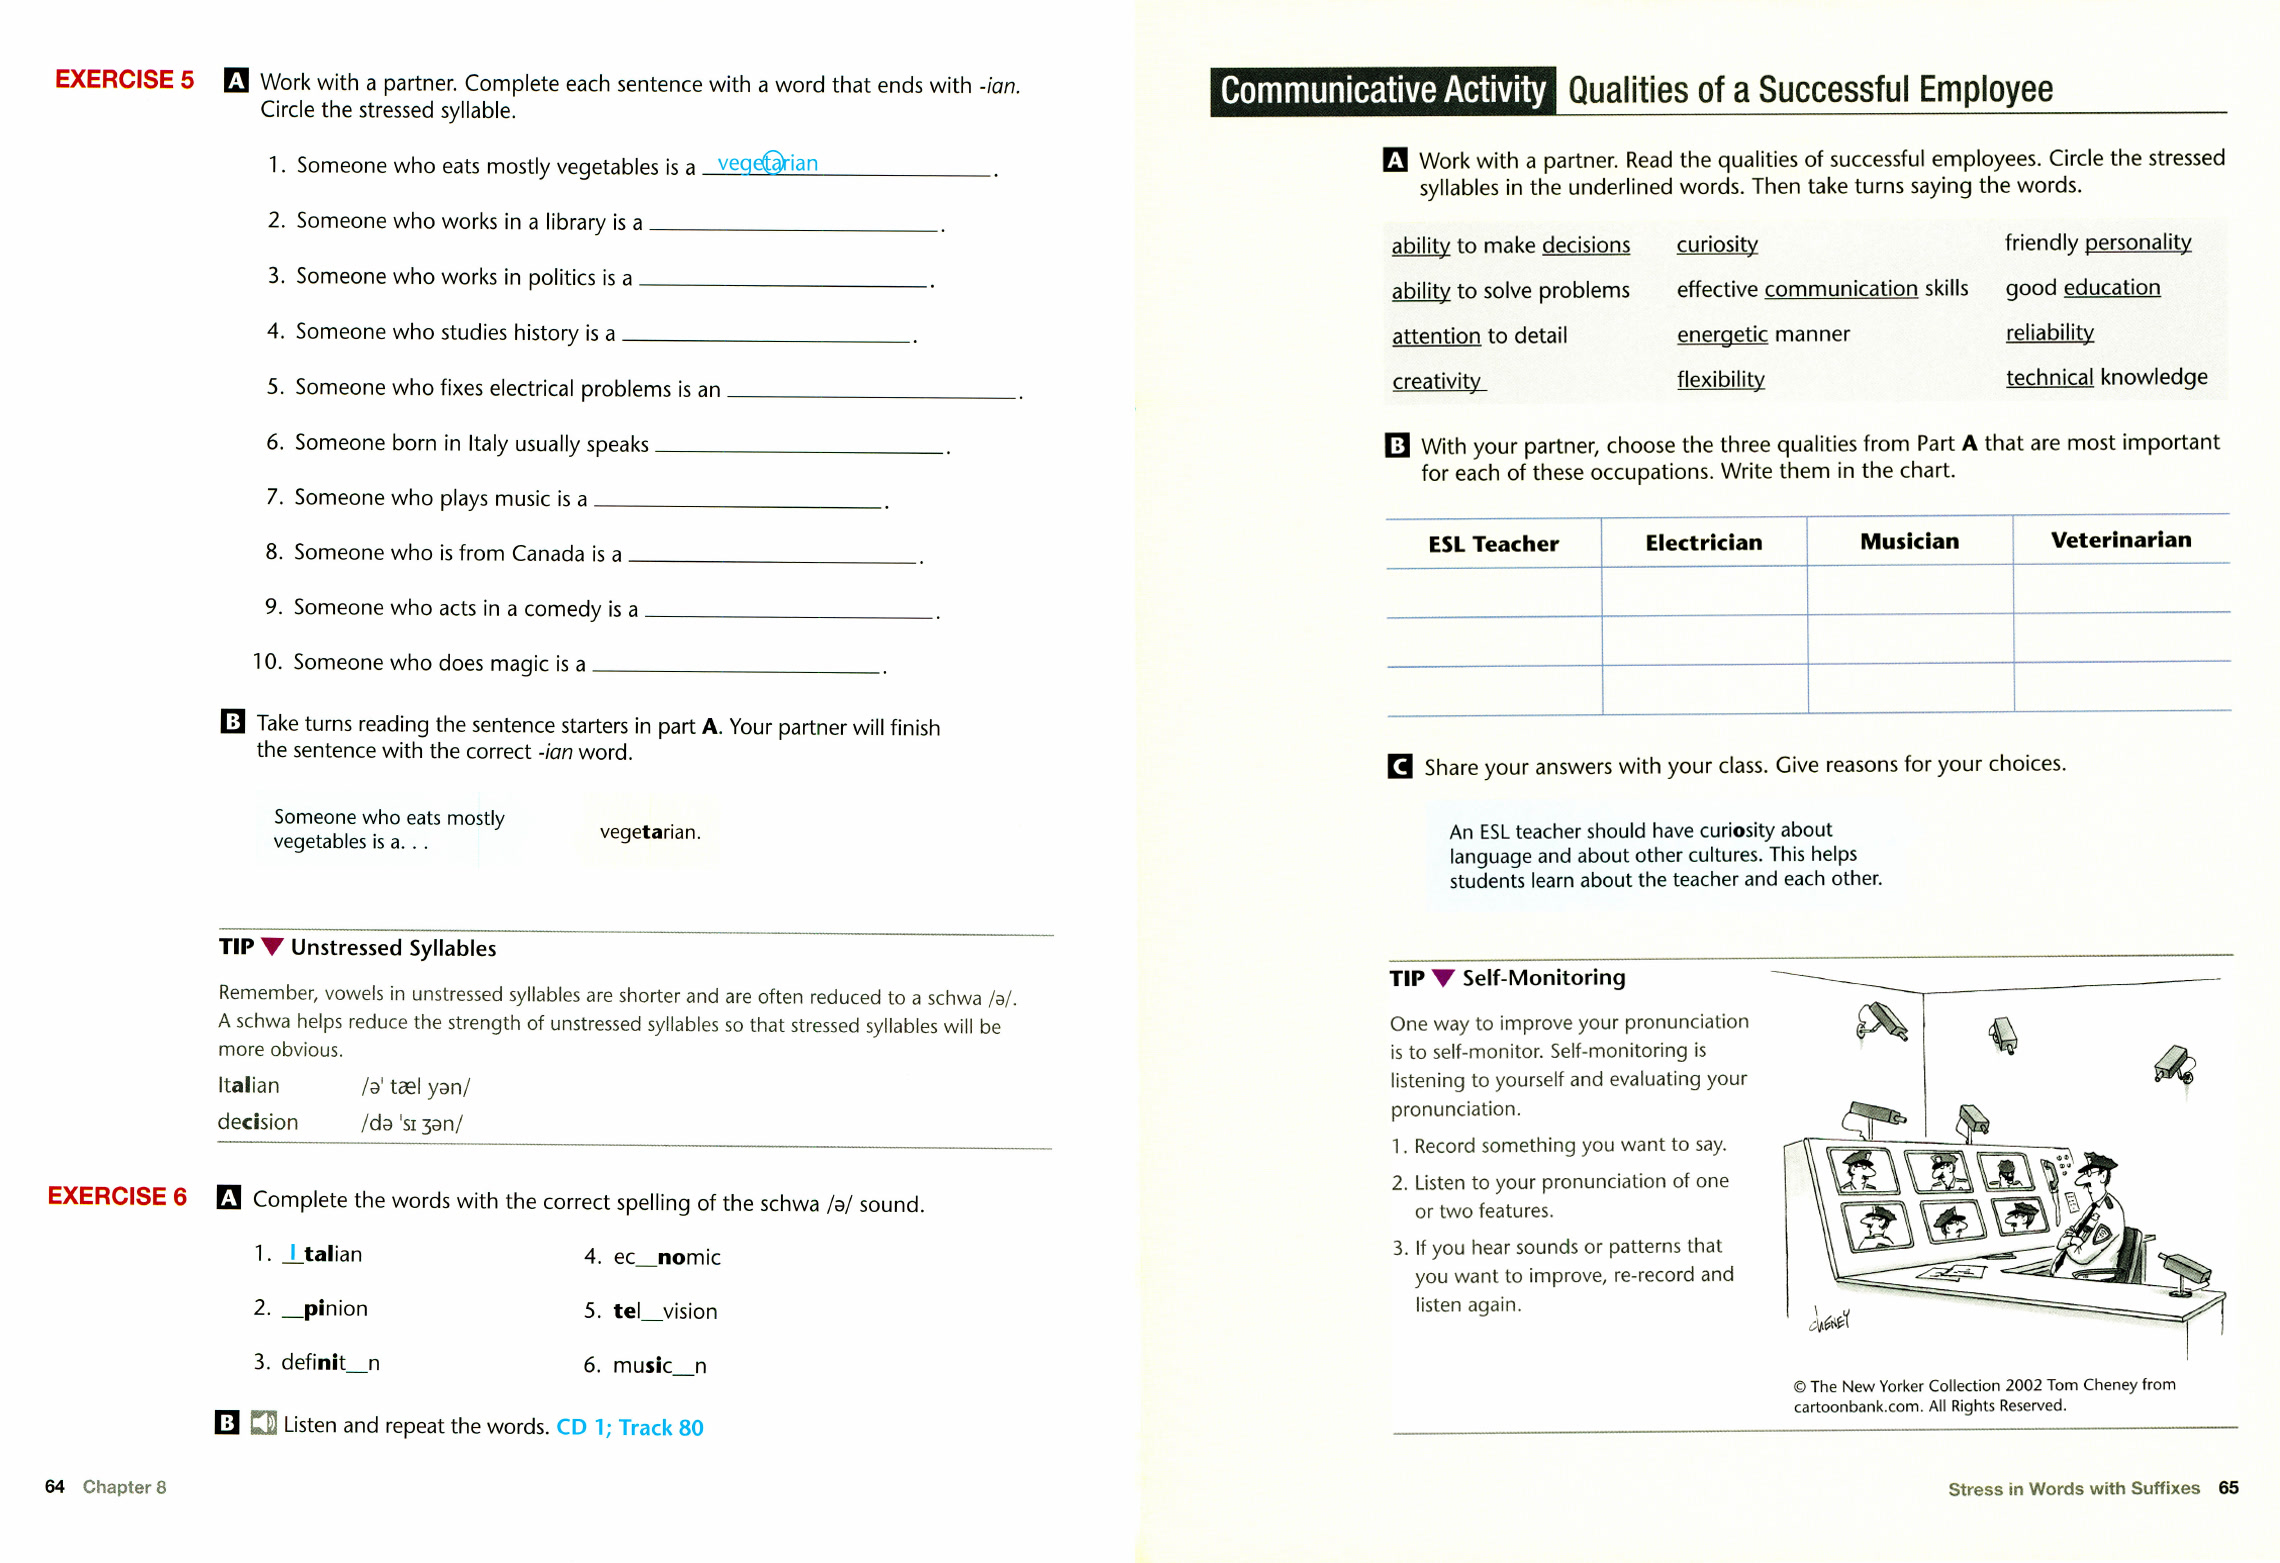 EXERCISE 5
A Work with a partner. Complete each sentence with a word that ends with -ian.
Circle the stressed syllable.
1. Someone who eats mostly vegetables is a vegetarian.
2. Someone who works in a library is a ____.
3. Someone who works in politics is a ____.
4. Someone who studies history is a ____.
5. Someone who fixes electrical problems is an ____.
6. Someone born in Italy usually speaks ____.
7. Someone who plays music is a ____.
8. Someone who is from Canada is a ____.
9. Someone who acts in a comedy is a ____.
10. Someone who does magic is a ____.
B Take turns reading the sentence starters in part A. Your partner will finish
the sentence with the correct -ian word.
Someone who eats mostly
vegetables is a. . .
vegetarian.
TIP ▼ Unstressed Syllables
Remember, vowels in unstressed syllables are shorter and are often reduced to a schwa /ə/.
A schwa helps reduce the strength of unstressed syllables so that stressed syllables will be
more obvious.
Italian /əˈ tæl yən/
decision /də ˈsɪ ʒən/
EXERCISE 6
A Complete the words with the correct spelling of the schwa /ə/ sound.
1. I talian
2. __pinion
3. definit__n
4. ec__nomic
5. tel__vision
6. music__n
B Listen and repeat the words. CD 1; Track 80
64 Chapter 8
Communicative Activity Qualities of a Successful Employee
A Work with a partner. Read the qualities of successful employees. Circle the stressed
syllables in the underlined words. Then take turns saying the words.
ability to make decisions curiosity friendly personality
ability to solve problems effective communication skills good education
attention to detail energetic manner reliability
creativity flexibility technical knowledge
B With your partner, choose the three qualities from Part A that are most important
for each of these occupations. Write them in the chart.
ESL Teacher Electrician Musician Veterinarian
C Share your answers with your class. Give reasons for your choices.
An ESL teacher should have curiosity about
language and about other cultures. This helps
students learn about the teacher and each other.
TIP ▼ Self-Monitoring
One way to improve your pronunciation
is to self-monitor. Self-monitoring is
listening to yourself and evaluating your
pronunciation.
1. Record something you want to say.
2. Listen to your pronunciation of one
or two features.
3. If you hear sounds or patterns that
you want to improve, re-record and
listen again.
CHENEY
© The New Yorker Collection 2002 Tom Cheney from
cartoonbank.com. All Rights Reserved.
Stress in Words with Suffixes 65